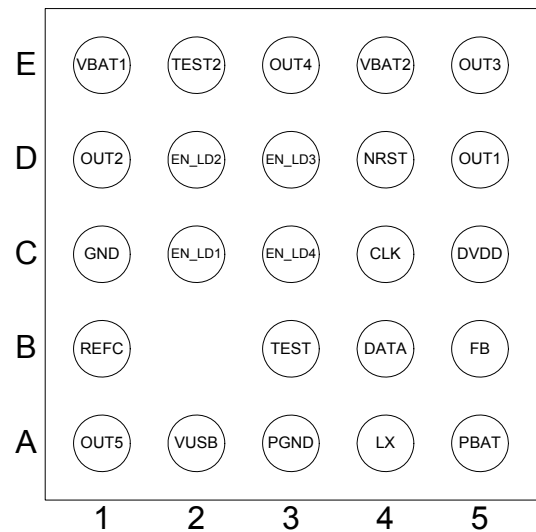 E VBAT1 TEST2 OUT4 VBAT2 OUT3
D OUT2 EN_LD2 EN_LD3 NRST OUT1
C GND EN_LD1 EN_LD4 CLK DVDD
B REFC TEST DATA FB
A OUT5 VUSB PGND LX PBAT
1 2 3 4 5